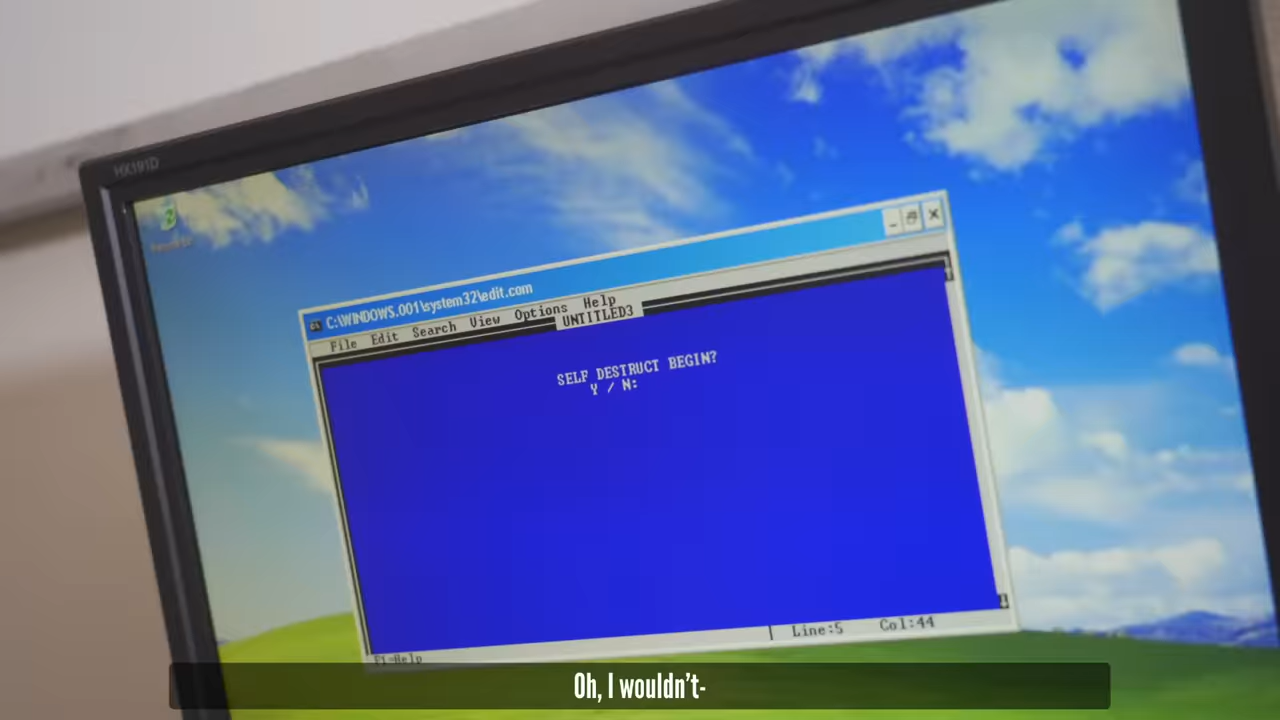 HX191D
C:\WINDOWS.001\system32\edit.com
File Edit Search View Options Help
UNTITLED3
SELF DESTRUCT BEGIN?
Y / N:
F1=Help
Line:5 Col:44
Oh, I wouldn't-